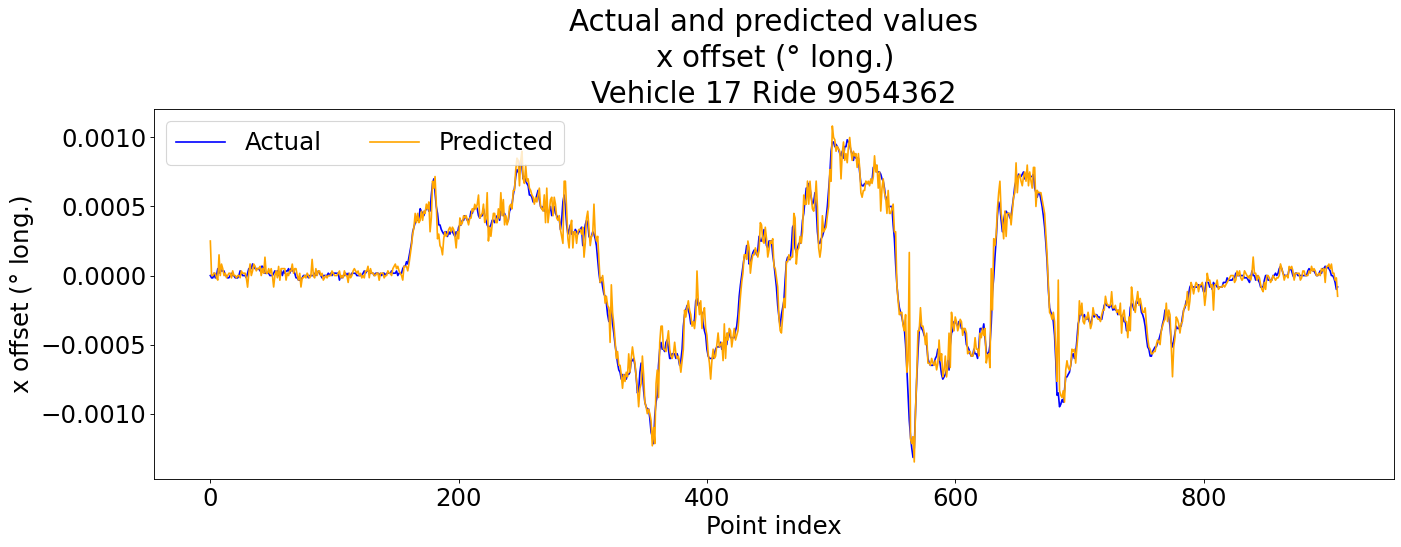 Actual and predicted values
x offset (° long.)
Vehicle 17 Ride 9054362
Actual
Predicted
x offset (° long.)
0.0010
0.0005
0.0000
−0.0005
−0.0010
0
200
400
600
800
Point index